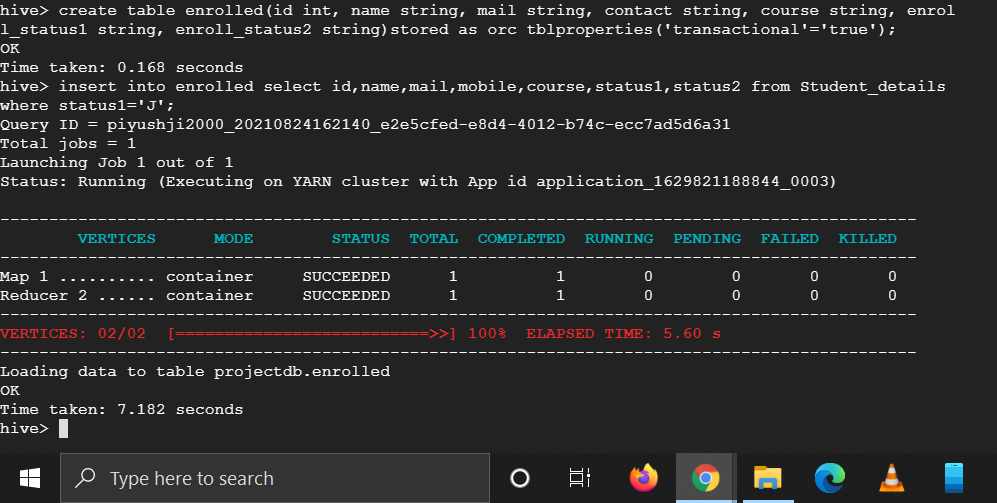 hive> create table enrolled(id int, name string, mail string, contact string, course string, enrol
l_status1 string, enroll_status2 string)stored as orc tblproperties('transactional'='true');
OK
Time taken: 0.168 seconds
hive> insert into enrolled select id,name,mail,mobile,course,status1,status2 from Student_details
where status1='J';
Query ID = piyushji2000_20210824162140_e2e5cfed-e8d4-4012-b74c-ecc7ad5d6a31
Total jobs = 1
Launching Job 1 out of 1
Status: Running (Executing on YARN cluster with App id application_1629821188844_0003)
----------------------------------------------------------------------------------------------
VERTICES MODE STATUS TOTAL COMPLETED RUNNING PENDING FAILED KILLED
----------------------------------------------------------------------------------------------
Map 1 .......... container SUCCEEDED 1 1 0 0 0 0
Reducer 2 ...... container SUCCEEDED 1 1 0 0 0 0
----------------------------------------------------------------------------------------------
VERTICES: 02/02 [==========================>>] 100% ELAPSED TIME: 5.60 s
----------------------------------------------------------------------------------------------
Loading data to table projectdb.enrolled
OK
Time taken: 7.182 seconds
hive>
Type here to search